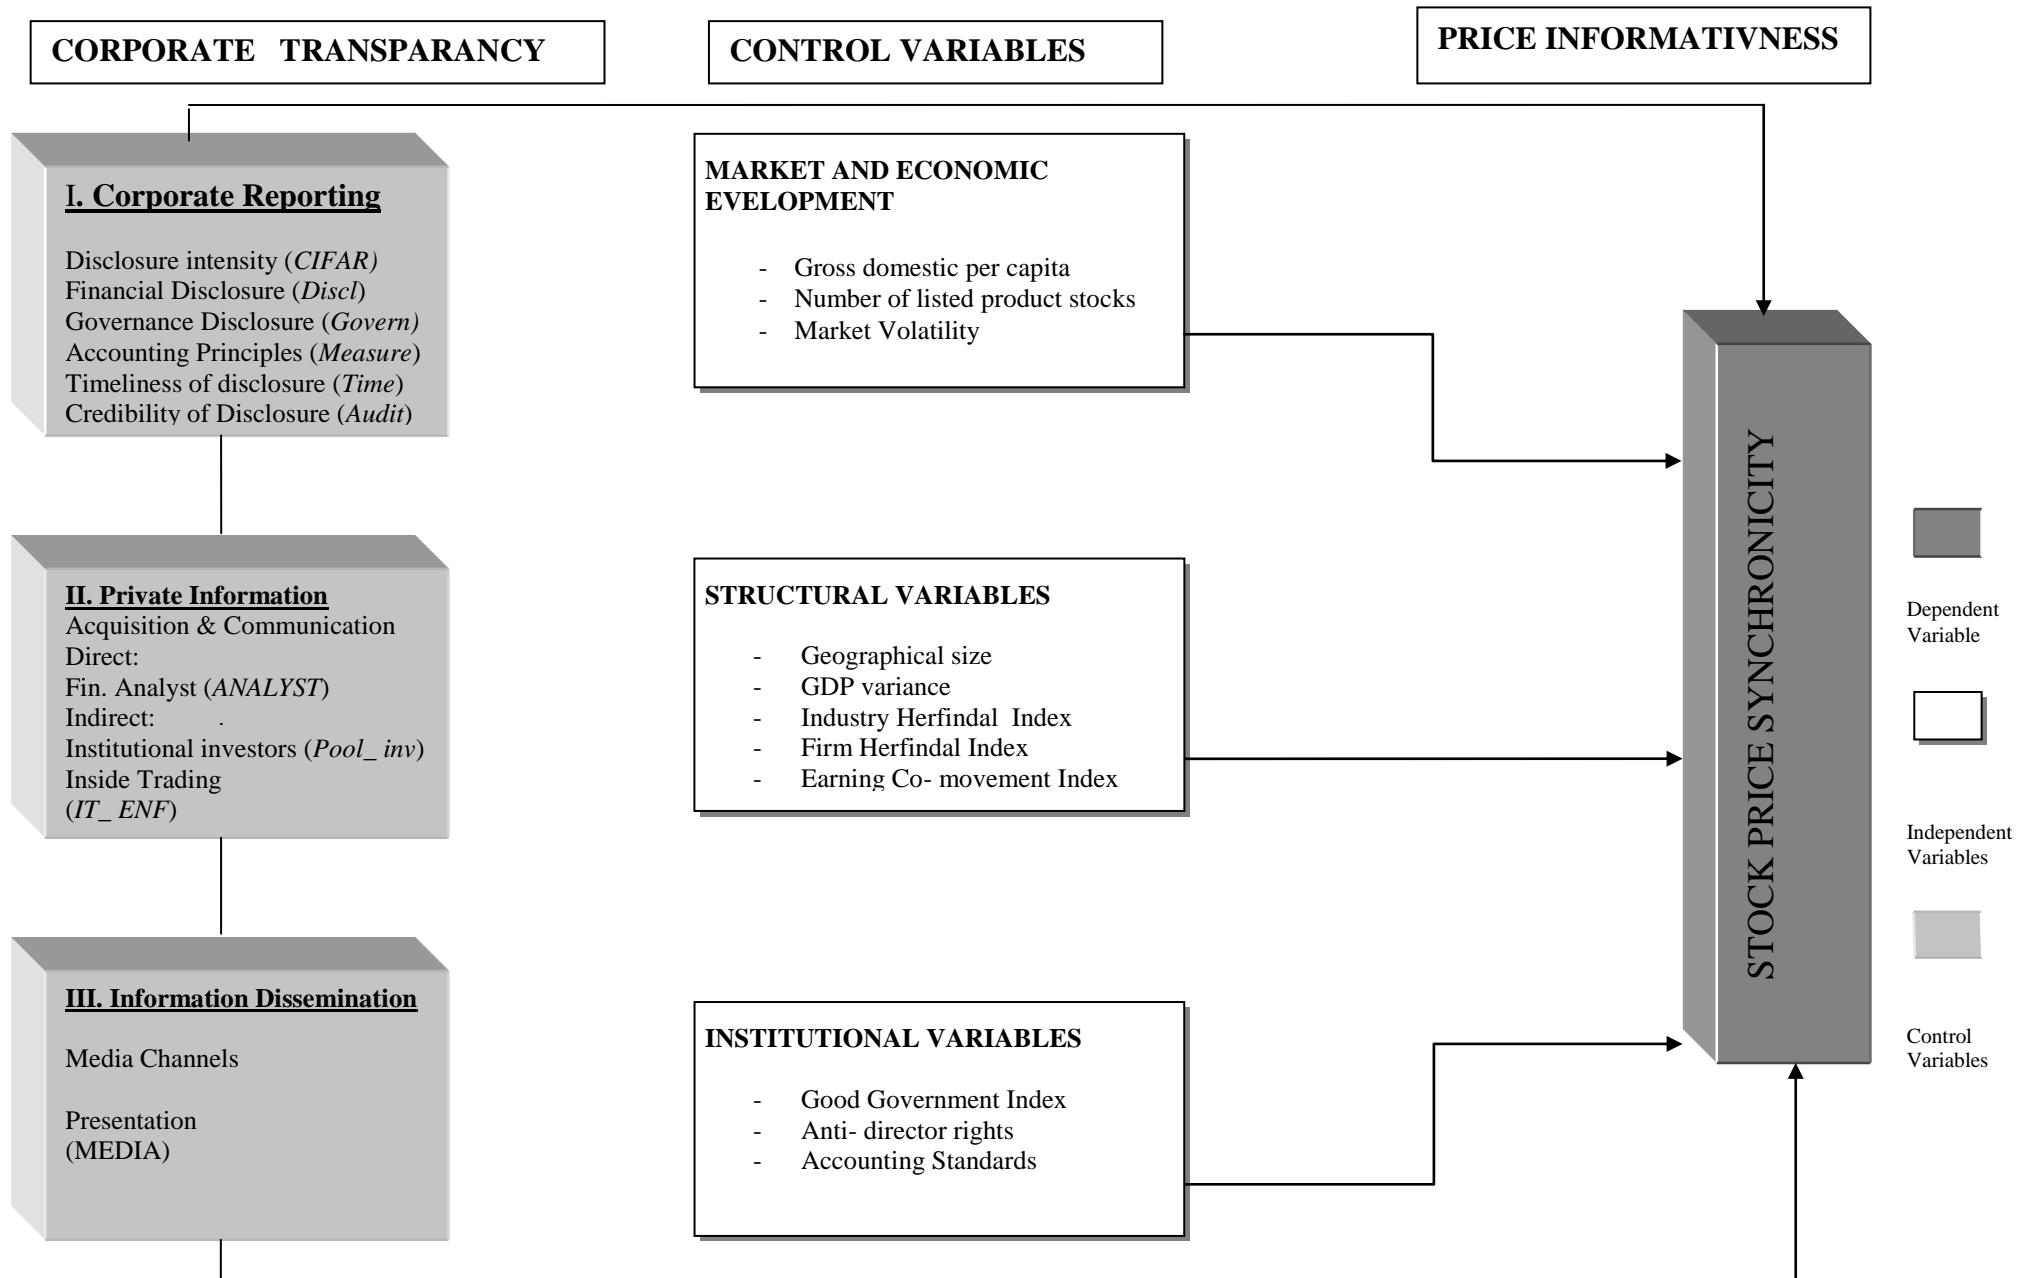 CORPORATE TRANSPARANCY
CONTROL VARIABLES
PRICE INFORMATIVNESS
I. Corporate Reporting
Disclosure intensity (CIFAR)
Financial Disclosure (Discl)
Governance Disclosure (Govern)
Accounting Principles (Measure)
Timeliness of disclosure (Time)
Credibility of Disclosure (Audit)
II. Private Information
Acquisition & Communication
Direct:
Fin. Analyst (ANALYST)
Indirect: .
Institutional investors (Pool_ inv)
Inside Trading
(IT_ ENF)
III. Information Dissemination
Media Channels
Presentation
(MEDIA)
MARKET AND ECONOMIC
EVELOPMENT
- Gross domestic per capita
- Number of listed product stocks
- Market Volatility
STRUCTURAL VARIABLES
- Geographical size
- GDP variance
- Industry Herfindal Index
- Firm Herfindal Index
- Earning Co- movement Index
INSTITUTIONAL VARIABLES
- Good Government Index
- Anti- director rights
- Accounting Standards
STOCK PRICE SYNCHRONICITY
Dependent
Variable
Independent
Variables
Control
Variables